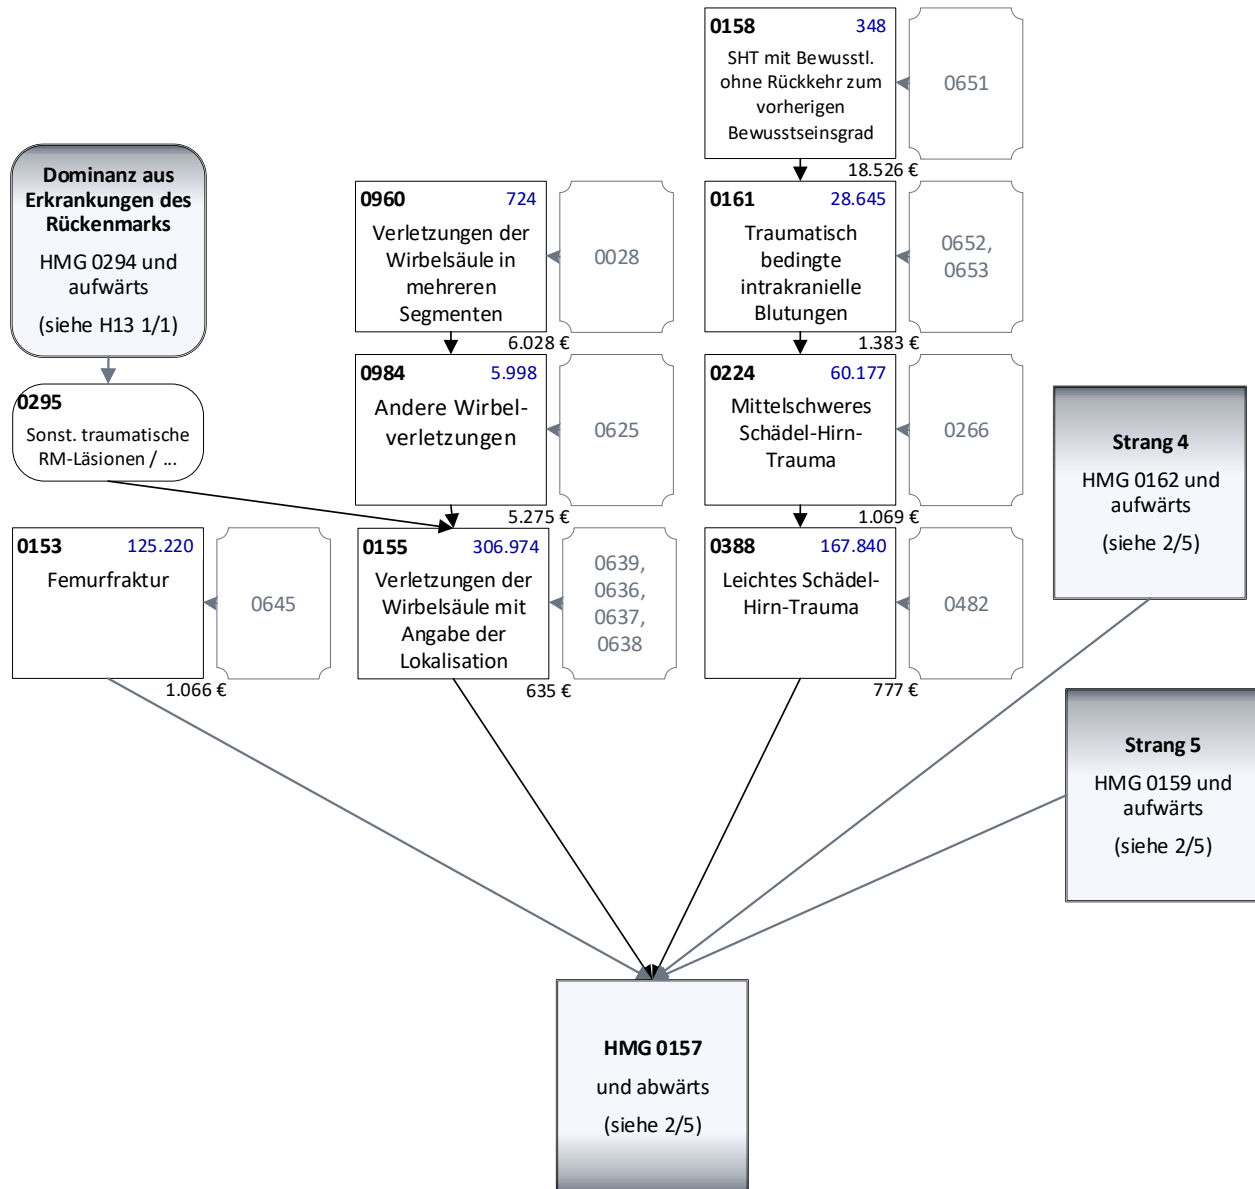 0158 348
SHT mit Bewusstl.
ohne Rückkehr zum
vorherigen
Bewusstseinsgrad
0651
18.526 €
Dominanz aus
Erkrankungen des
Rückenmarks
HMG 0294 und
aufwärts
(siehe H13 1/1)
0960 724
Verletzungen der
Wirbelsäule in
mehreren
Segmenten
0028
6.028 €
0161 28.645
Traumatisch
bedingte
intrakranielle
Blutungen
0652,
0653
1.383 €
0295
Sonst. traumatische
RM-Läsionen / ...
0984 5.998
Andere Wirbel-
verletzungen
0625
5.275 €
0224 60.177
Mittelschweres
Schädel-Hirn-
Trauma
0266
1.069 €
Strang 4
HMG 0162 und
aufwärts
(siehe 2/5)
0153 125.220
Femurfraktur
0645
1.066 €
0155 306.974
Verletzungen der
Wirbelsäule mit
Angabe der
Lokalisation
0639,
0636,
0637,
0638
635 €
0388 167.840
Leichtes Schädel-
Hirn-Trauma
0482
777 €
Strang 5
HMG 0159 und
aufwärts
(siehe 2/5)
HMG 0157
und abwärts
(siehe 2/5)